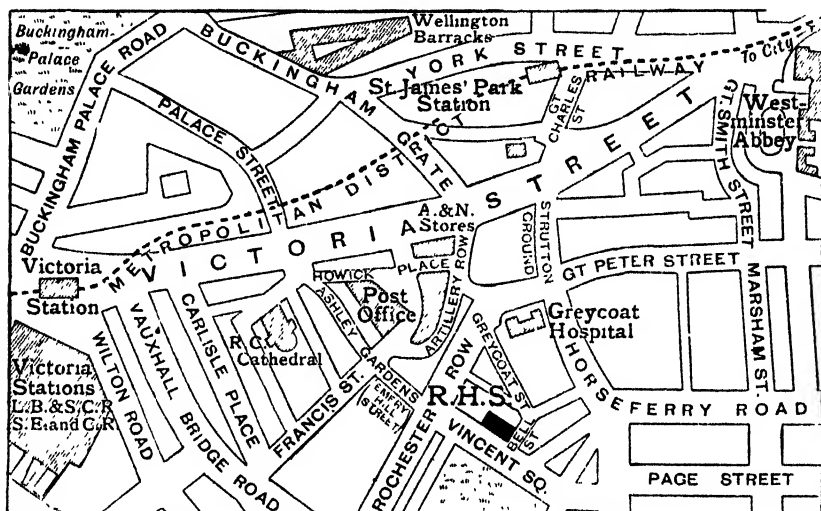 Buckingham
Palace
Gardens
BUCKINGHAM PALACE ROAD
BUCKINGHAM GATE
Wellington
Barracks
YORK STREET
To City
St. James' Park
Station
RAILWAY
GT CHARLES ST
GT. SMITH STREET
West-
minster
Abbey
PALACE STREET
METROPOLITAN DISTRICT
VICTORIA STREET
A. & N.
Stores
STRUTTON
GROUND
GT PETER STREET
MARSHAM ST.
Victoria
Station
HOWICK PLACE
ARTILLERY ROW
Post
Office
ASHLEY GARDENS
R.C.
Cathedral
CARLISLE PLACE
VAUXHALL BRIDGE ROAD
WILTON ROAD
Victoria
Stations
L.B. & S.C.R
S.E. and C.R.
FRANCIS ST.
EMERY
HILL
(STREET)
ROCHESTER ROW
GREYCOAT ST
Greycoat
Hospital
R.H.S.
BELL ST
VINCENT SQ.
HORSEFERRY ROAD
PAGE STREET